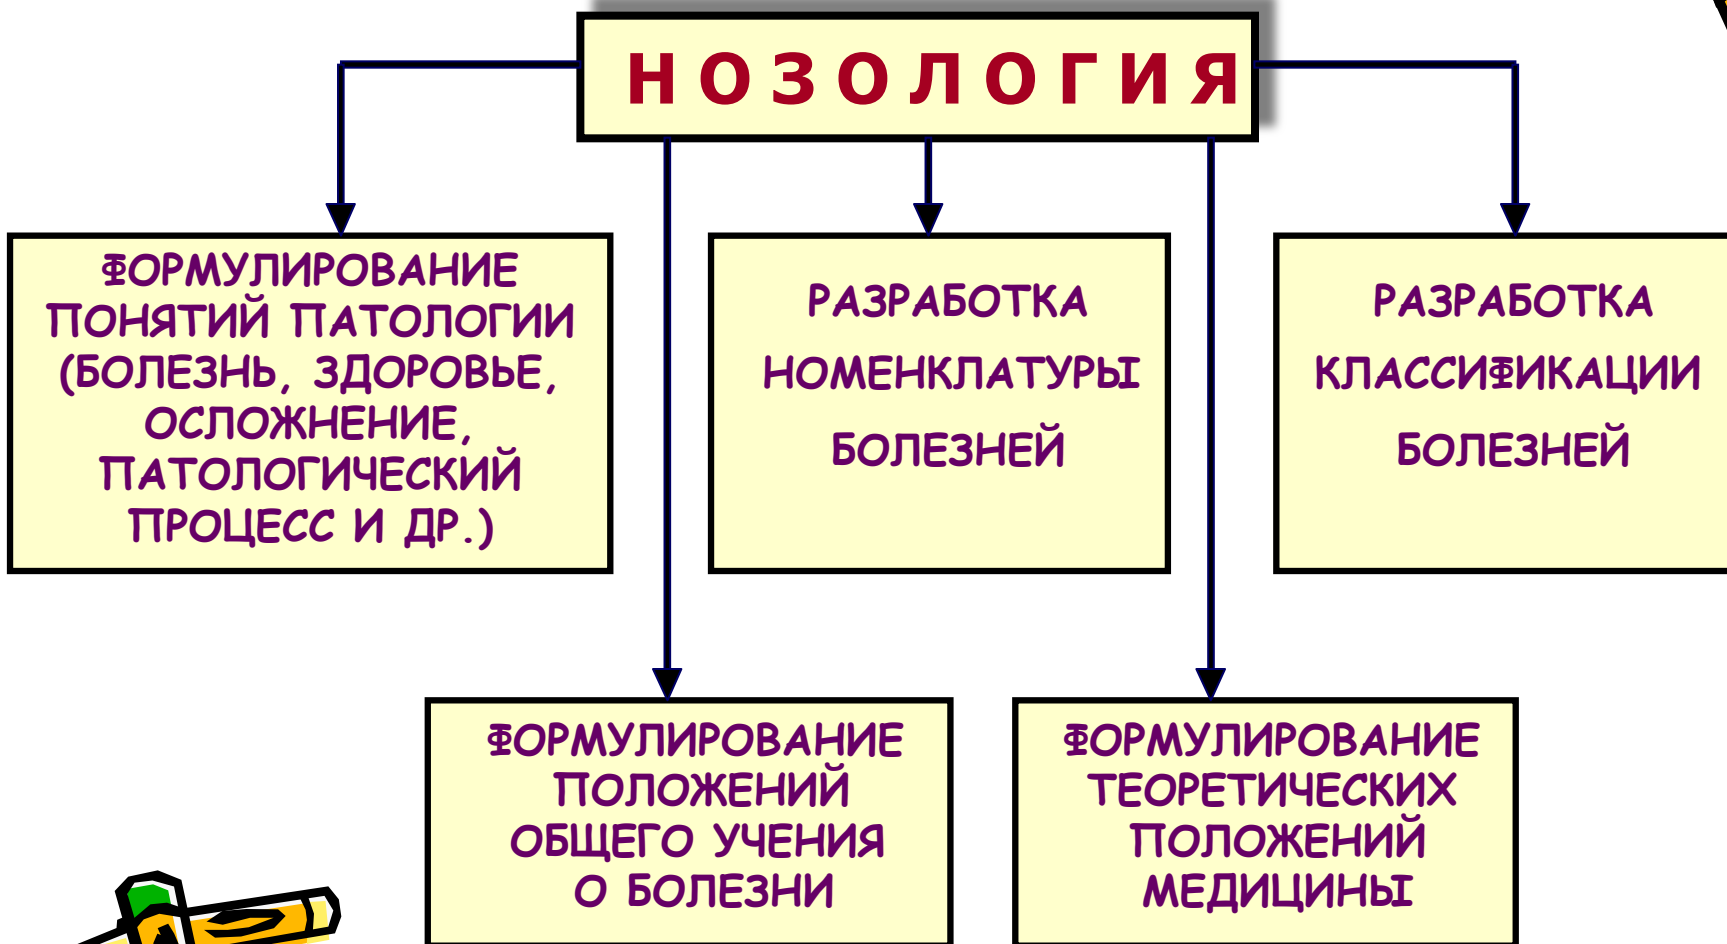 НОЗОЛОГИЯ
ФОРМУЛИРОВАНИЕ
ПОНЯТИЙ ПАТОЛОГИИ
(БОЛЕЗНЬ, ЗДОРОВЬЕ,
ОСЛОЖНЕНИЕ,
ПАТОЛОГИЧЕСКИЙ
ПРОЦЕСС И ДР.)
РАЗРАБОТКА
НОМЕНКЛАТУРЫ
БОЛЕЗНЕЙ
РАЗРАБОТКА
КЛАССИФИКАЦИИ
БОЛЕЗНЕЙ
ФОРМУЛИРОВАНИЕ
ПОЛОЖЕНИЙ
ОБЩЕГО УЧЕНИЯ
О БОЛЕЗНИ
ФОРМУЛИРОВАНИЕ
ТЕОРЕТИЧЕСКИХ
ПОЛОЖЕНИЙ
МЕДИЦИНЫ